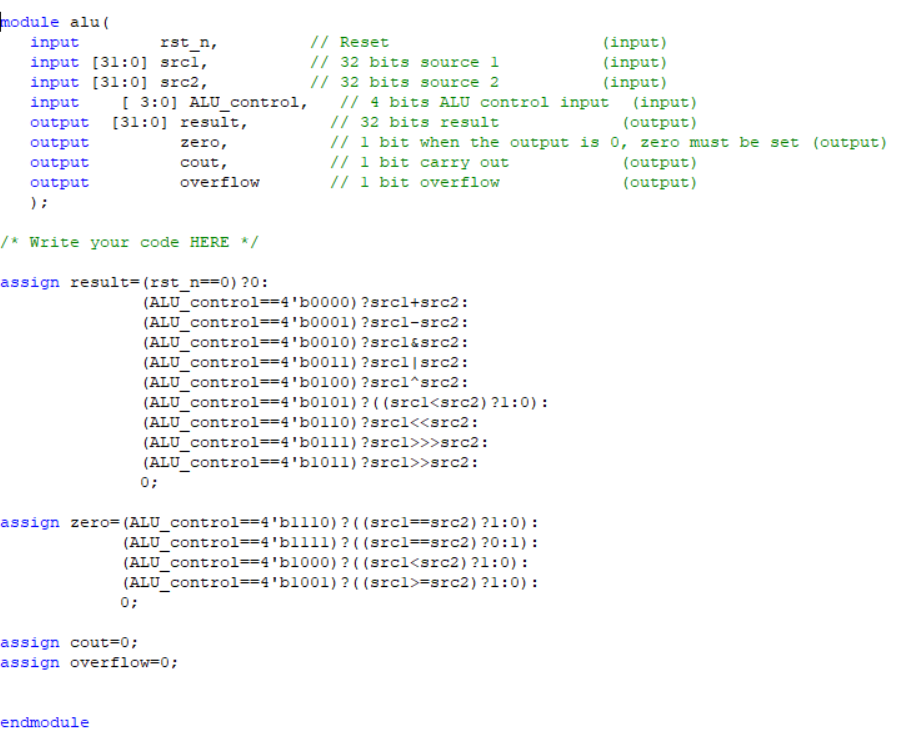 module alu(
input rst_n, // Reset (input)
input [31:0] src1, // 32 bits source 1 (input)
input [31:0] src2, // 32 bits source 2 (input)
input [ 3:0] ALU_control, // 4 bits ALU control input (input)
output [31:0] result, // 32 bits result (output)
output zero, // 1 bit when the output is 0, zero must be set (output)
output cout, // 1 bit carry out (output)
output overflow // 1 bit overflow (output)
);
/* Write your code HERE */
assign result=(rst_n==0)?0:
(ALU_control==4'b0000)?src1+src2:
(ALU_control==4'b0001)?src1-src2:
(ALU_control==4'b0010)?src1&src2:
(ALU_control==4'b0011)?src1|src2:
(ALU_control==4'b0100)?src1^src2:
(ALU_control==4'b0101)?((src1<src2)?1:0):
(ALU_control==4'b0110)?src1<<src2:
(ALU_control==4'b0111)?src1>>>src2:
(ALU_control==4'b1011)?src1>>src2:
0;
assign zero=(ALU_control==4'b1110)?((src1==src2)?1:0):
(ALU_control==4'b1111)?((src1==src2)?0:1):
(ALU_control==4'b1000)?((src1<src2)?1:0):
(ALU_control==4'b1001)?((src1>=src2)?1:0):
0;
assign cout=0;
assign overflow=0;
endmodule